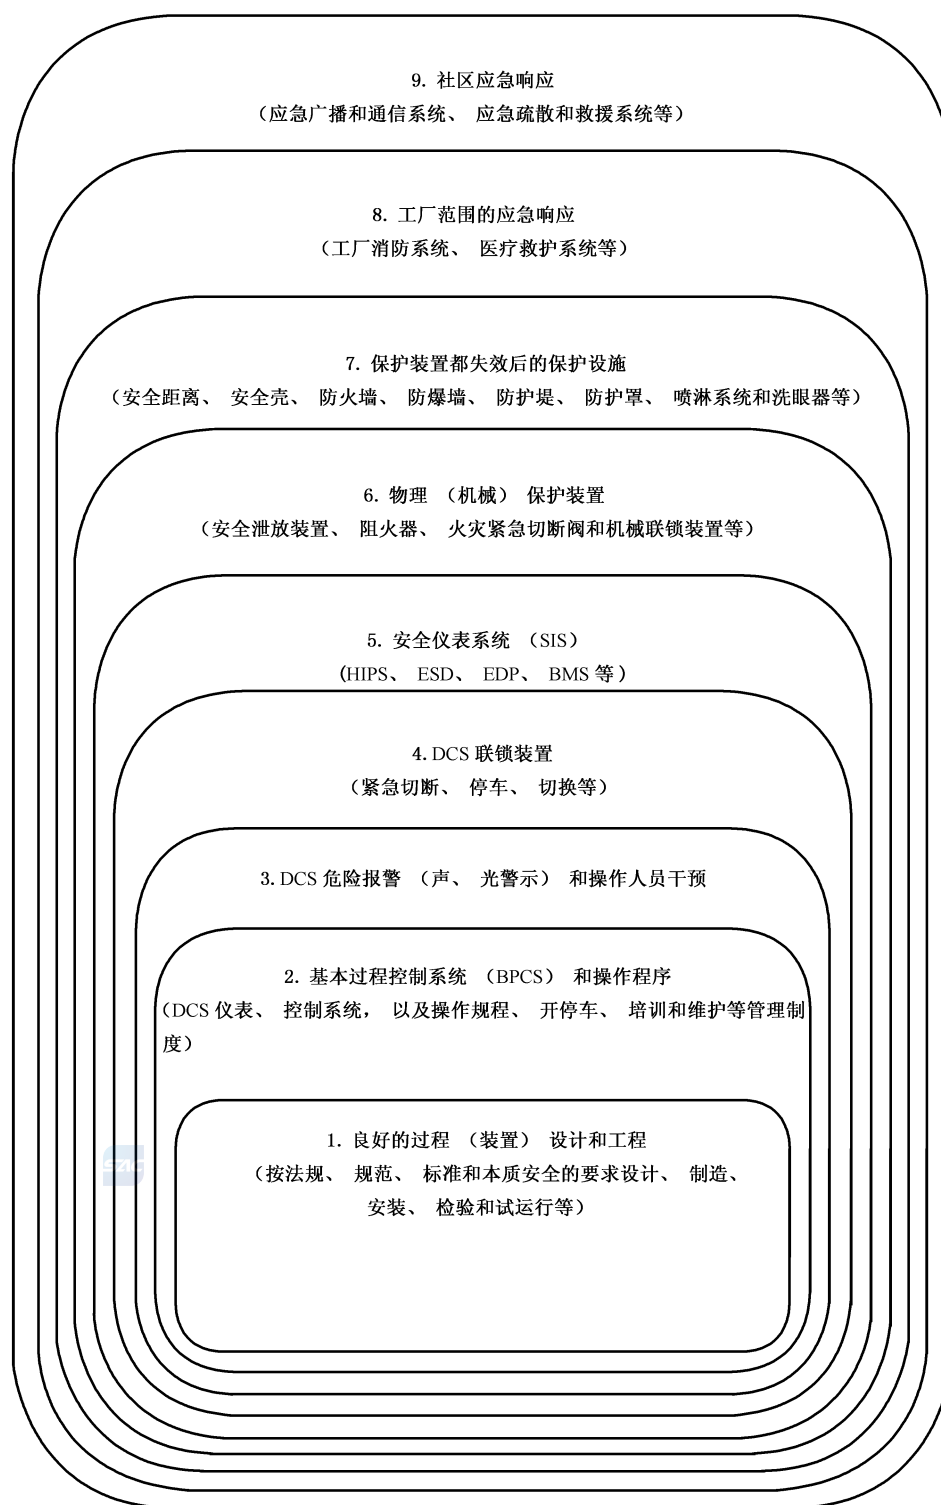 9. 社区应急响应
（应急广播和通信系统、 应急疏散和救援系统等）
8. 工厂范围的应急响应
（工厂消防系统、 医疗救护系统等）
7. 保护装置都失效后的保护设施
（安全距离、 安全壳、 防火墙、 防爆墙、 防护堤、 防护罩、 喷淋系统和洗眼器等）
6. 物理 （机械） 保护装置
（安全泄放装置、 阻火器、 火灾紧急切断阀和机械联锁装置等）
5. 安全仪表系统 （SIS）
(HIPS、 ESD、 EDP、 BMS 等）
4. DCS 联锁装置
（紧急切断、 停车、 切换等）
3. DCS 危险报警 （声、 光警示） 和操作人员干预
2. 基本过程控制系统 （BPCS） 和操作程序
（DCS 仪表、 控制系统， 以及操作规程、 开停车、 培训和维护等管理制
度）
1. 良好的过程 （装置） 设计和工程
（按法规、 规范、 标准和本质安全的要求设计、 制造、
安装、 检验和试运行等）
SZIC